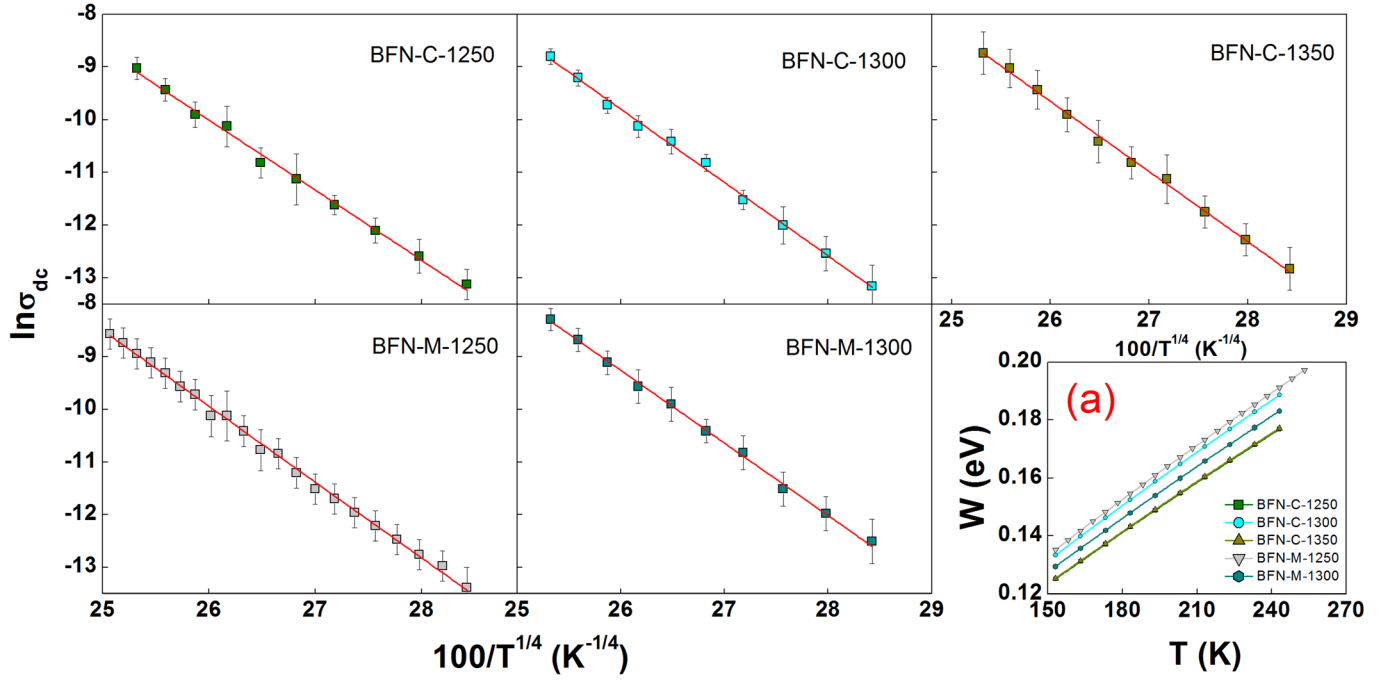 -8
-9
-10
-11
-12
-13
-8
-9
-10
-11
-12
-13
lnσdc
BFN-C-1250
BFN-C-1300
BFN-C-1350
25 26 27 28 29
100/T1/4 (K-1/4)
BFN-M-1250
BFN-M-1300
25 26 27 28 25 26 27 28 29
100/T1/4 (K-1/4)
(a)
W (eV)
0.20
0.18
0.16
0.14
0.12
BFN-C-1250
BFN-C-1300
BFN-C-1350
BFN-M-1250
BFN-M-1300
150 180 210 240 270
T (K)